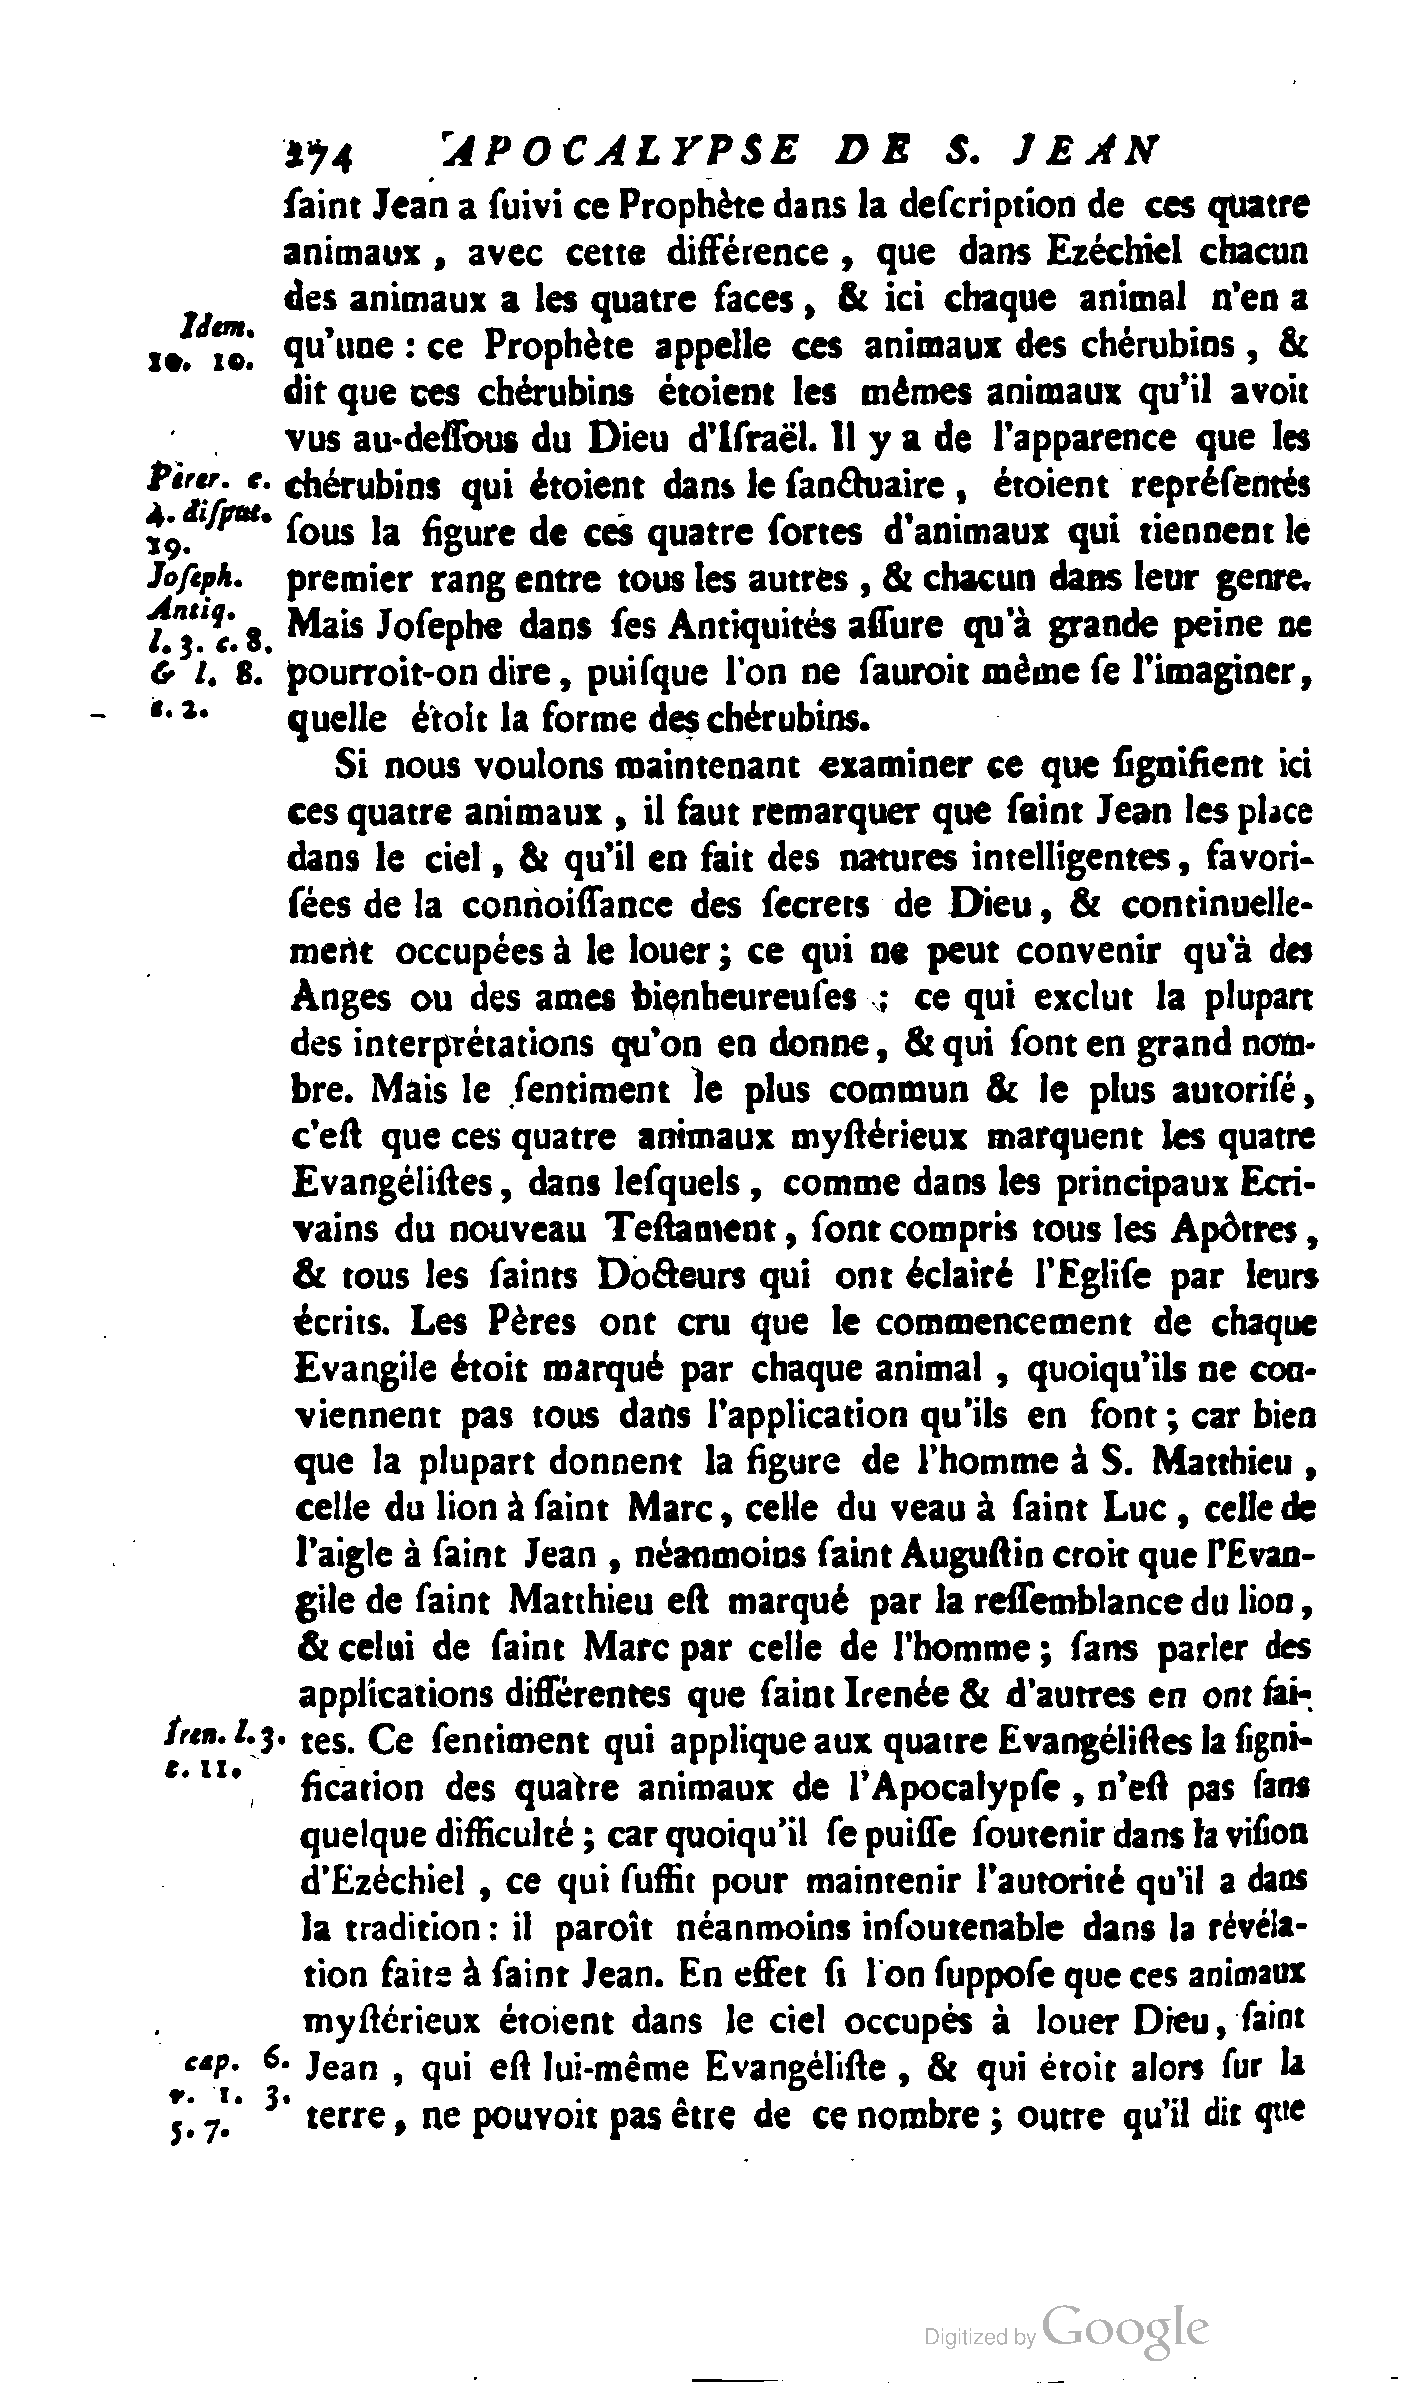 274 APOCALYPSE DE S. JEAN
ſaint Jean a ſuivi ce Prophète dans la deſcription de ces quatre
animaux, avec cette différence, que dans Ezéchiel chacun
des animaux a les quatre faces, & ici chaque animal n'en a
Idem.
10. 10.
qu'une : ce Prophète appelle ces animaux des chérubins, &
dit que ces chérubins étoient les mêmes animaux qu'il avoit
vus au-deſſous du Dieu d'Iſraël. Il y a de l'apparence que les
Pèrer. c.
4. diſput.
19.
chérubins qui étoient dans le ſanctuaire, étoient repréſentés
ſous la figure de ces quatre ſortes d'animaux qui tiennent le
Joſeph.
Antiq.
l. 3. c. 8.
& l. 8.
c. 2.
premier rang entre tous les autres, & chacun dans leur genre.
Mais Joſephe dans ſes Antiquités aſſure qu'à grande peine ne
pourroit-on dire, puiſque l'on ne ſauroit même ſe l'imaginer,
quelle étoit la forme des chérubins.
Si nous voulons maintenant examiner ce que ſignifient ici
ces quatre animaux, il faut remarquer que ſaint Jean les place
dans le ciel, & qu'il en fait des natures intelligentes, favori-
ſées de la connoiſſance des ſecrets de Dieu, & continuelle-
ment occupées à le louer; ce qui ne peut convenir qu'à des
Anges ou des ames bienheureuſes ; ce qui exclut la plupart
des interprétations qu'on en donne, & qui ſont en grand nom-
bre. Mais le ſentiment le plus commun & le plus autoriſé,
c'eſt que ces quatre animaux myſtérieux marquent les quatre
Evangéliſtes, dans leſquels, comme dans les principaux Ecri-
vains du nouveau Teſtament, ſont compris tous les Apôtres,
& tous les ſaints Docteurs qui ont éclairé l'Egliſe par leurs
écrits. Les Pères ont cru que le commencement de chaque
Evangile étoit marqué par chaque animal, quoiqu'ils ne con-
viennent pas tous dans l'application qu'ils en font; car bien
que la plupart donnent la figure de l'homme à S. Matthieu,
celle du lion à ſaint Marc, celle du veau à ſaint Luc, celle de
l'aigle à ſaint Jean, néanmoins ſaint Auguſtin croit que l'Evan-
gile de ſaint Matthieu eſt marqué par la reſſemblance du lion,
& celui de ſaint Marc par celle de l'homme; ſans parler des
applications différentes que ſaint Irenée & d'autres en ont fai-
Iren. l. 3.
c. 11.
tes. Ce ſentiment qui applique aux quatre Evangéliſtes la ſigni-
fication des quatre animaux de l'Apocalypſe, n'eſt pas ſans
quelque difficulté; car quoiqu'il ſe puiſſe ſoutenir dans la viſion
d'Ezéchiel, ce qui ſuffit pour maintenir l'autorité qu'il a dans
la tradition: il paroît néanmoins inſoutenable dans la révéla-
tion faite à ſaint Jean. En effet ſi l'on ſuppoſe que ces animaux
myſtérieux étoient dans le ciel occupés à louer Dieu, ſaint
cap. 6.
v. 1. 3.
5. 7.
Jean, qui eſt lui-même Evangéliſte, & qui étoit alors ſur la
terre, ne pouvoit pas être de ce nombre; outre qu'il dit que
Digitized by Google